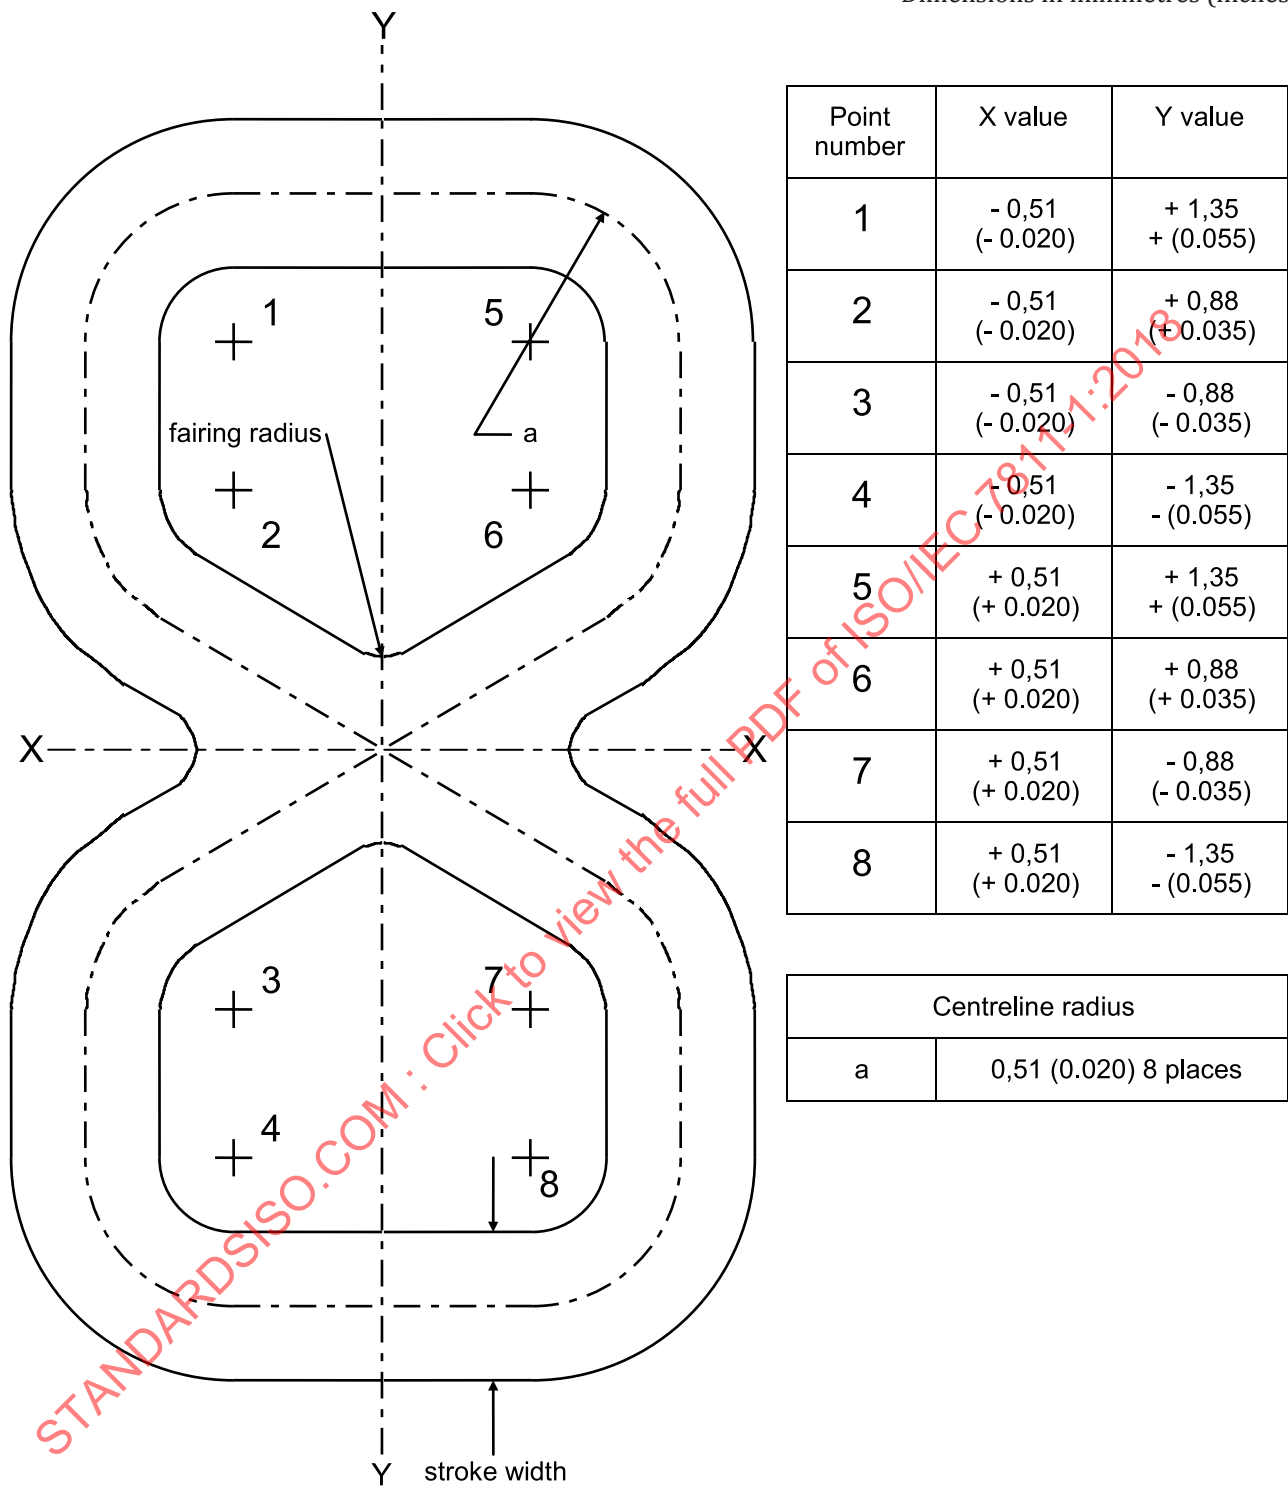 Dimensions in millimetres (inches
Y
1
5
fairing radius
a
2
6
X
X
3
7
4
8
Y
stroke width
Point number X value Y value
1 - 0,51 + 1,35
(- 0.020) + (0.055)
2 - 0,51 + 0,88
(- 0.020) (+ 0.035)
3 - 0,51 - 0,88
(- 0.020) (- 0.035)
4 - 0,51 - 1,35
(- 0.020) - (0.055)
5 + 0,51 + 1,35
(+ 0.020) + (0.055)
6 + 0,51 + 0,88
(+ 0.020) (+ 0.035)
7 + 0,51 - 0,88
(+ 0.020) (- 0.035)
8 + 0,51 - 1,35
(+ 0.020) - (0.055)
Centreline radius
a 0,51 (0.020) 8 places
STANDARDSISO.COM : Click to view the full PDF of ISO/IEC 7811-1:2018